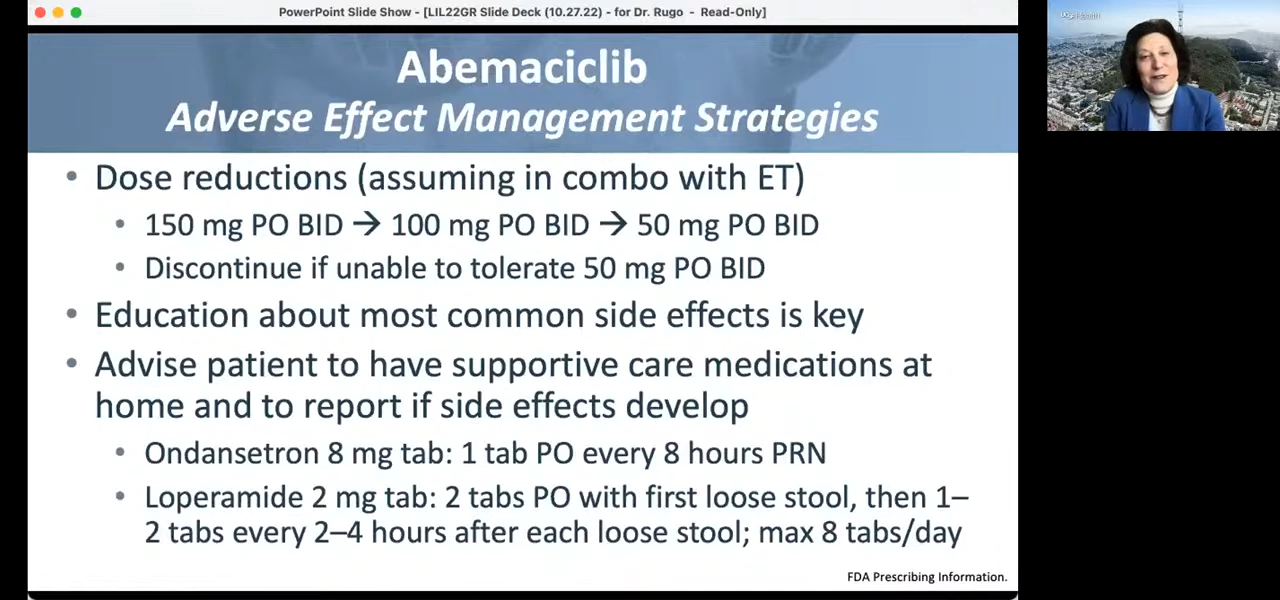 PowerPoint Slide Show - [LIL22GR Slide Deck (10.27.22) - for Dr. Rugo - Read-Only]
Abemaciclib
Adverse Effect Management Strategies
• Dose reductions (assuming in combo with ET)
• 150 mg PO BID → 100 mg PO BID → 50 mg PO BID
• Discontinue if unable to tolerate 50 mg PO BID
• Education about most common side effects is key
• Advise patient to have supportive care medications at
home and to report if side effects develop
• Ondansetron 8 mg tab: 1 tab PO every 8 hours PRN
• Loperamide 2 mg tab: 2 tabs PO with first loose stool, then 1–
2 tabs every 2–4 hours after each loose stool; max 8 tabs/day
FDA Prescribing Information.